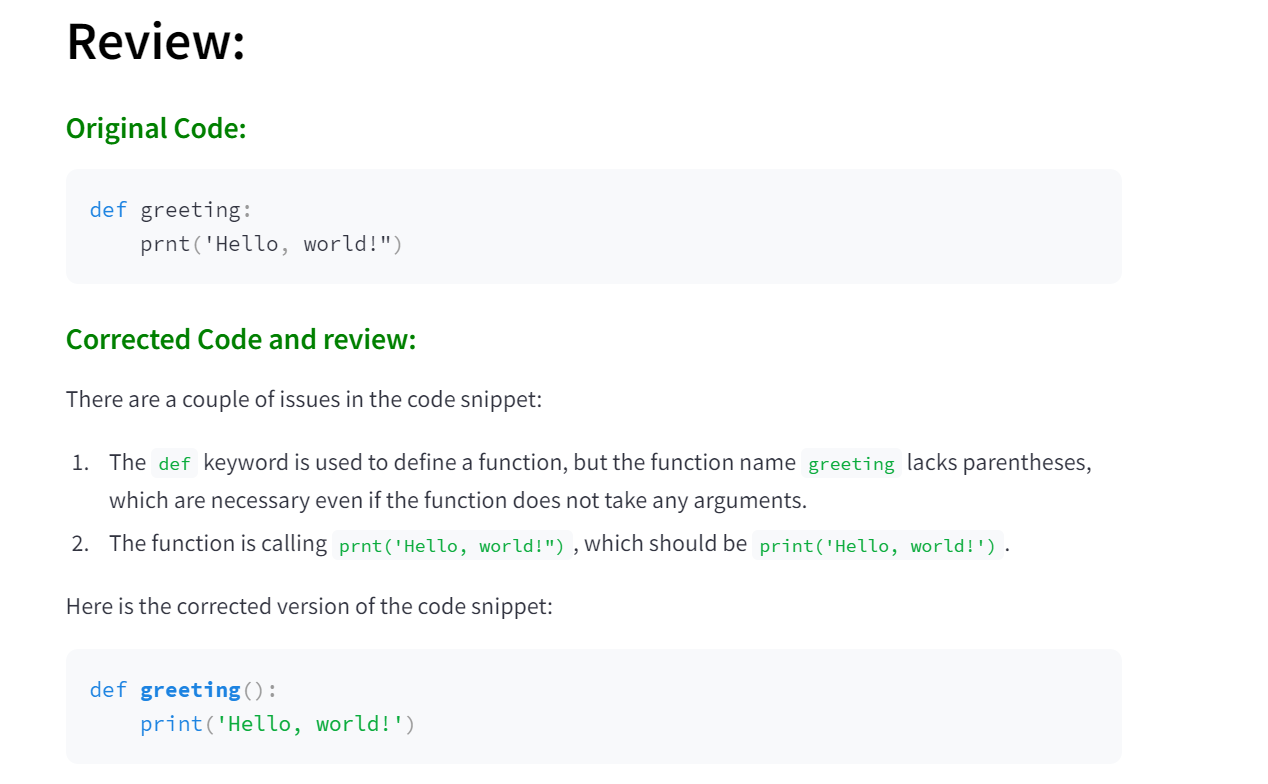 Review:
Original Code:
def greeting:
    prnt('Hello, world!")
Corrected Code and review:
There are a couple of issues in the code snippet:
1. The def keyword is used to define a function, but the function name greeting lacks parentheses,
which are necessary even if the function does not take any arguments.
2. The function is calling prnt('Hello, world!") , which should be print('Hello, world!') .
Here is the corrected version of the code snippet:
def greeting():
    print('Hello, world!')